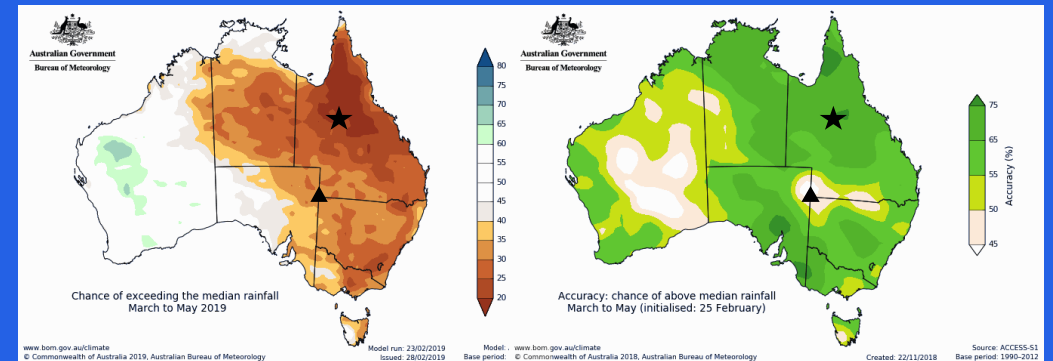 Australian Government
Bureau of Meteorology
80
75
70
65
60
55
50
45
40
35
30
25
20
Chance of exceeding the median rainfall
March to May 2019
www.bom.gov.au/climate
© Commonwealth of Australia 2019, Australian Bureau of Meteorology
Model run: 23/02/2019
Issued: 28/02/2019
Model: .
Base period:
Australian Government
Bureau of Meteorology
75
65
55
50
45
Accuracy (%)
Accuracy: chance of above median rainfall
March to May (initialised: 25 February)
www.bom.gov.au/climate
© Commonwealth of Australia 2018, Australian Bureau of Meteorology
Created: 22/11/2018
Source: ACCESS-S1
Base period: 1990–2012